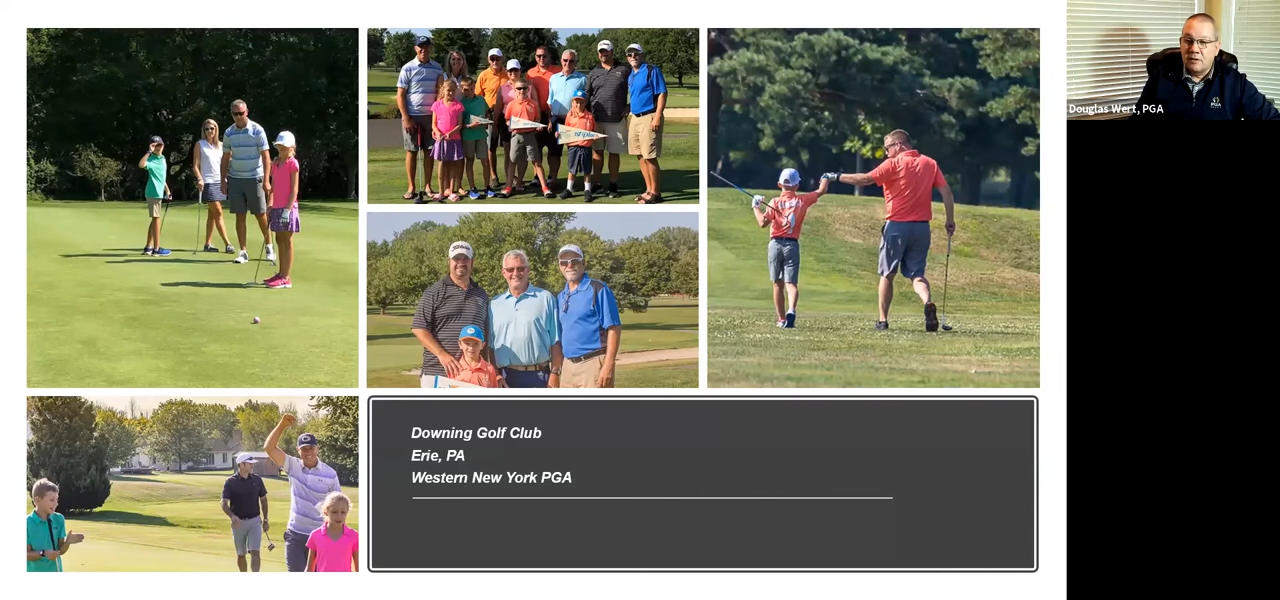 Douglas Wert, PGA
Downing Golf Club
Erie, PA
Western New York PGA